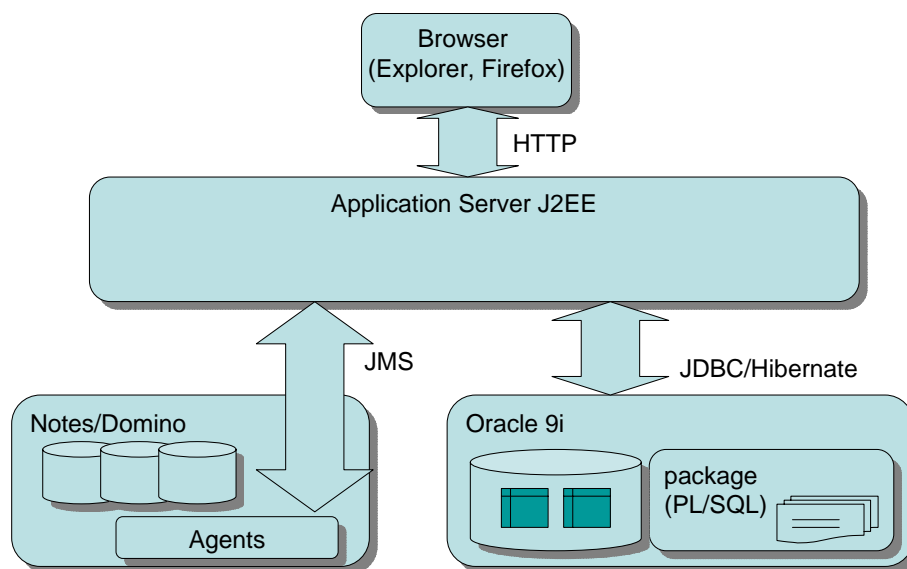 Browser
(Explorer, Firefox)
HTTP
Application Server J2EE
JMS
JDBC/Hibernate
Notes/Domino
Agents
Oracle 9i
package
(PL/SQL)